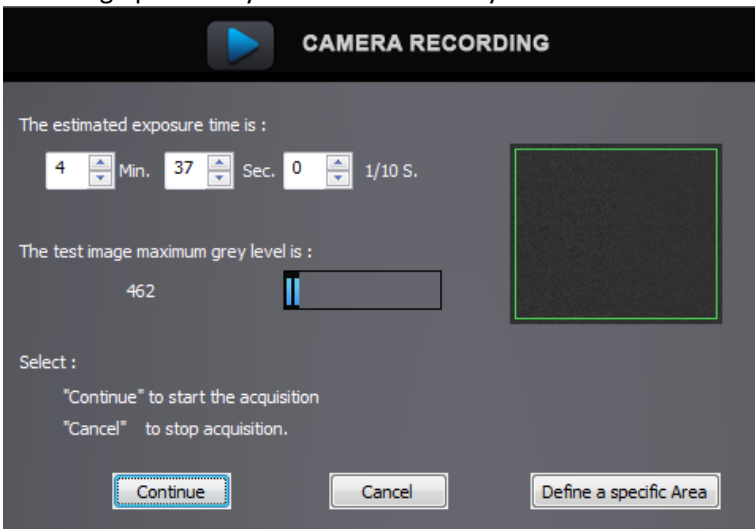 CAMERA RECORDING
The estimated exposure time is :
4 Min. 37 Sec. 0 1/10 S.
The test image maximum grey level is :
462
Select :
"Continue" to start the acquisition
"Cancel" to stop acquisition.
Continue Cancel Define a specific Area